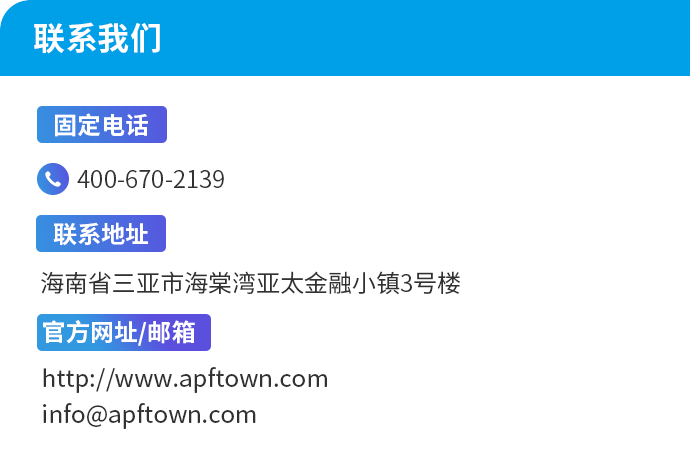 联系我们
固定电话
400-670-2139
联系地址
海南省三亚市海棠湾亚太金融小镇3号楼
官方网址/邮箱
http://www.apftown.com
info@apftown.com